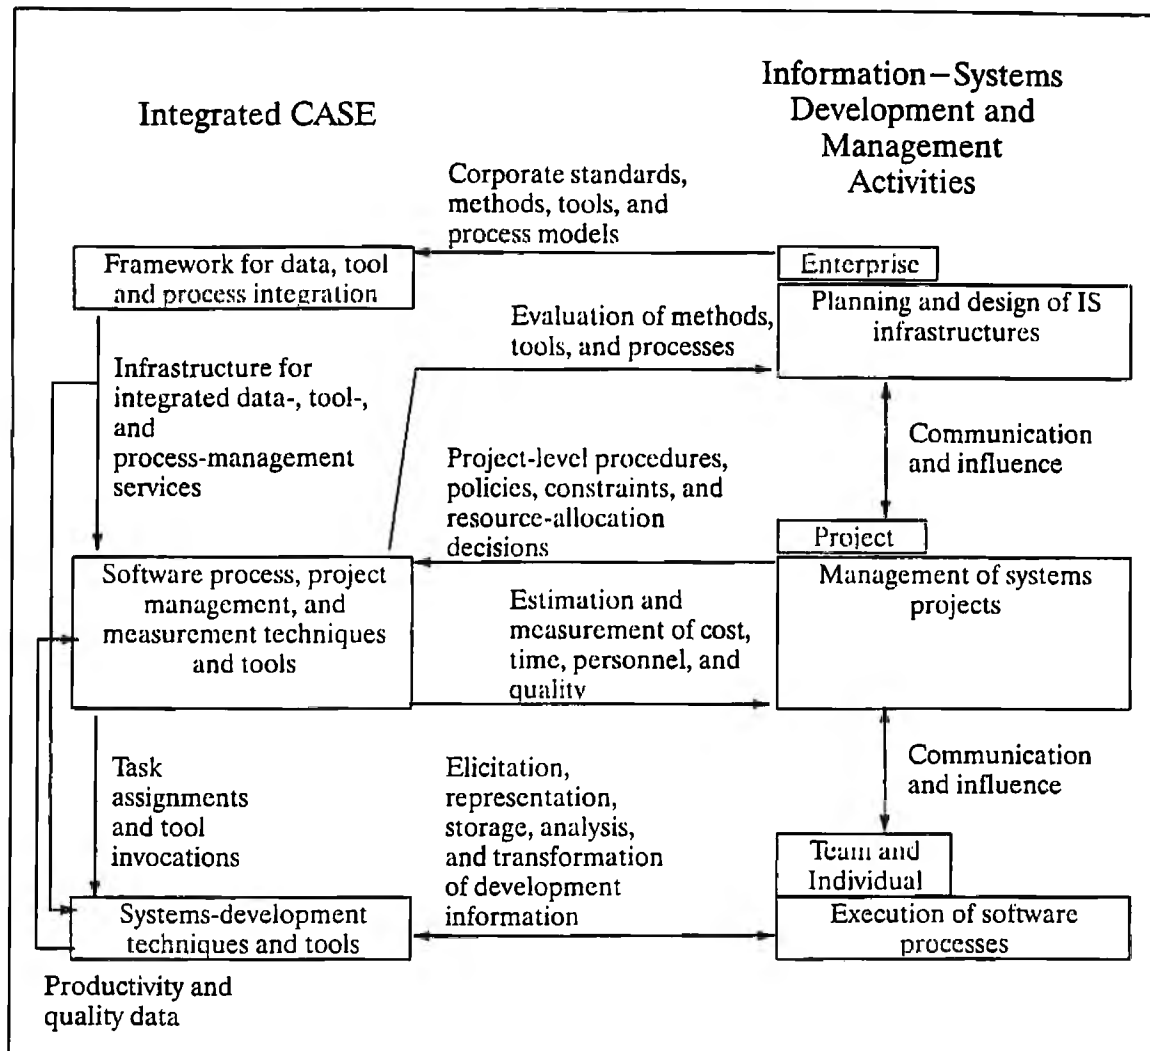 Integrated CASE
Information–Systems
Development and
Management
Activities
Corporate standards,
methods, tools, and
process models
Framework for data, tool
and process integration
Enterprise
Planning and design of IS
infrastructures
Evaluation of methods,
tools, and processes
Infrastructure for
integrated data-, tool-,
and
process-management
services
Communication
and influence
Project-level procedures,
policies, constraints, and
resource-allocation
decisions
Project
Software process, project
management, and
measurement techniques
and tools
Management of systems
projects
Estimation and
measurement of cost,
time, personnel, and
quality
Communication
and influence
Task
assignments
and tool
invocations
Elicitation,
representation,
storage, analysis,
and transformation
of development
information
Team and
Individual
Systems-development
techniques and tools
Execution of software
processes
Productivity and
quality data